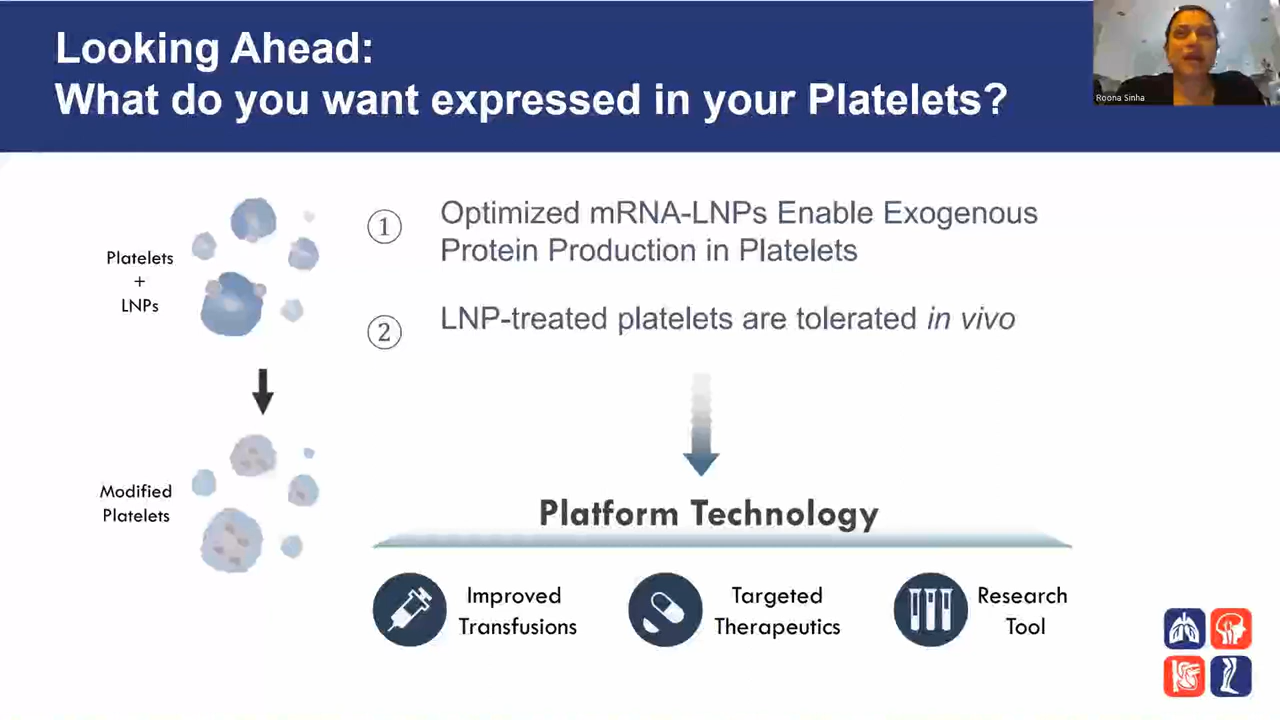 Looking Ahead:
What do you want expressed in your Platelets?
Roona Sinha
Platelets
+
LNPs
① Optimized mRNA-LNPs Enable Exogenous
Protein Production in Platelets
② LNP-treated platelets are tolerated in vivo
Modified
Platelets
Platform Technology
Improved
Transfusions
Targeted
Therapeutics
Research
Tool